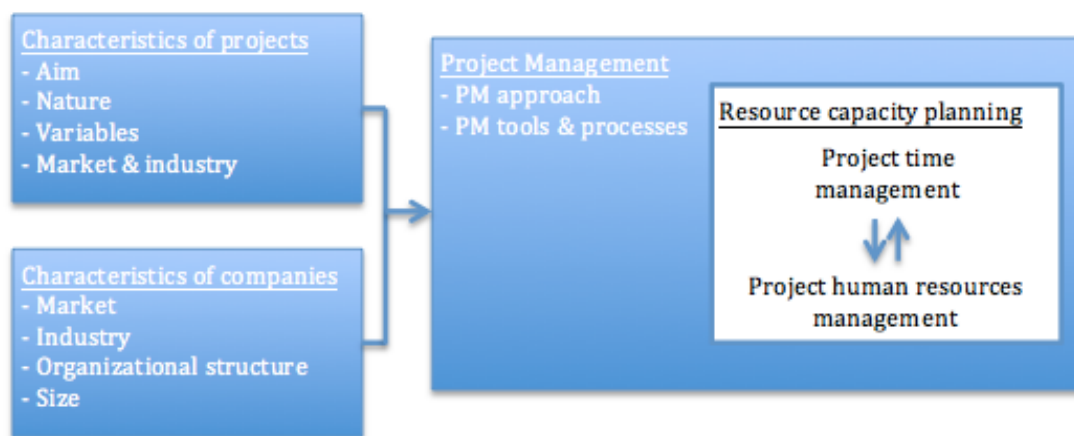 Characteristics of projects
- Aim
- Nature
- Variables
- Market & industry
Characteristics of companies
- Market
- Industry
- Organizational structure
- Size
Project Management
- PM approach
- PM tools & processes
Resource capacity planning
Project time
management
Project human resources
management